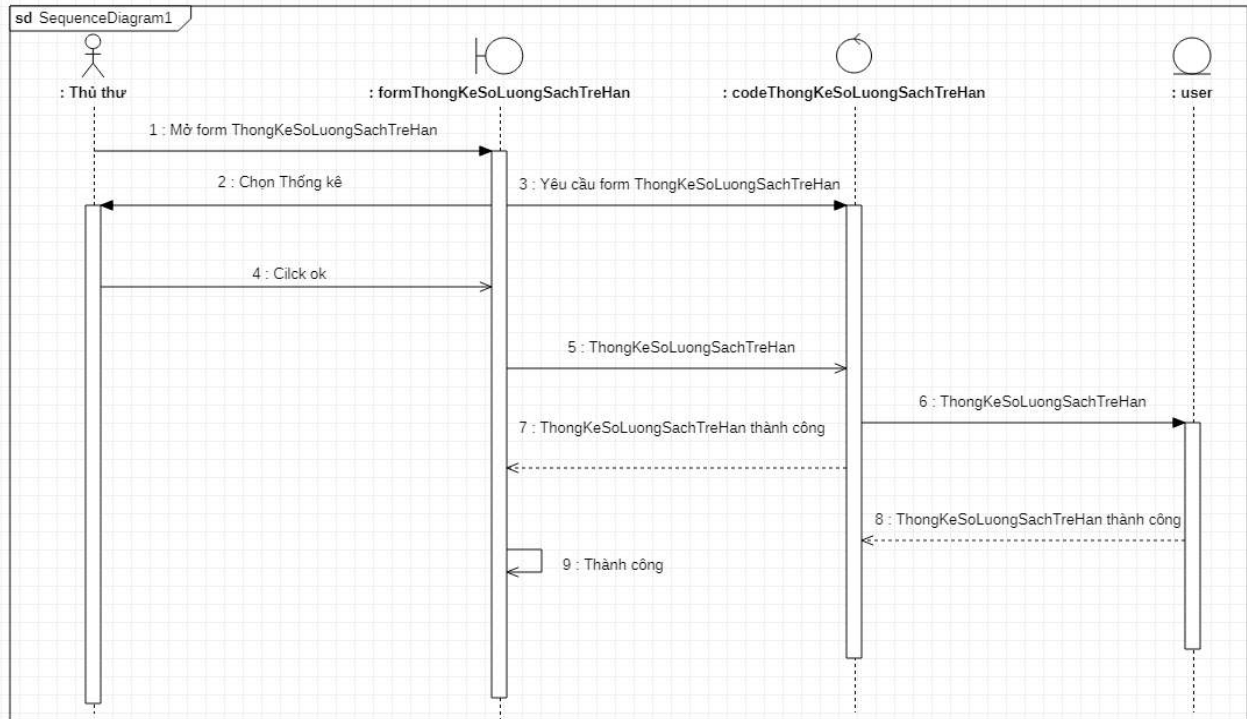 sd SequenceDiagram1
: Thủ thư
: formThongKeSoLuongSachTreHan
: codeThongKeSoLuongSachTreHan
: user
1 : Mở form ThongKeSoLuongSachTreHan
2 : Chọn Thống kê
3 : Yêu cầu form ThongKeSoLuongSachTreHan
4 : Cilck ok
5 : ThongKeSoLuongSachTreHan
6 : ThongKeSoLuongSachTreHan
7 : ThongKeSoLuongSachTreHan thành công
8 : ThongKeSoLuongSachTreHan thành công
9 : Thành công